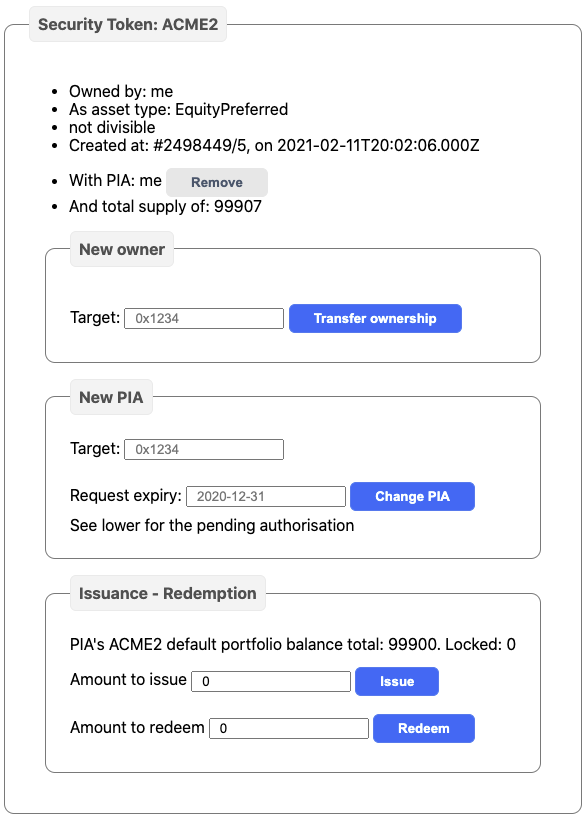 Security Token: ACME2
Owned by: me
As asset type: EquityPreferred
not divisible
Created at: #2498449/5, on 2021-02-11T20:02:06.000Z
With PIA: me Remove
And total supply of: 99907
New owner
Target: 0x1234 Transfer ownership
New PIA
Target: 0x1234
Request expiry: 2020-12-31 Change PIA
See lower for the pending authorisation
Issuance - Redemption
PIA's ACME2 default portfolio balance total: 99900. Locked: 0
Amount to issue 0 Issue
Amount to redeem 0 Redeem